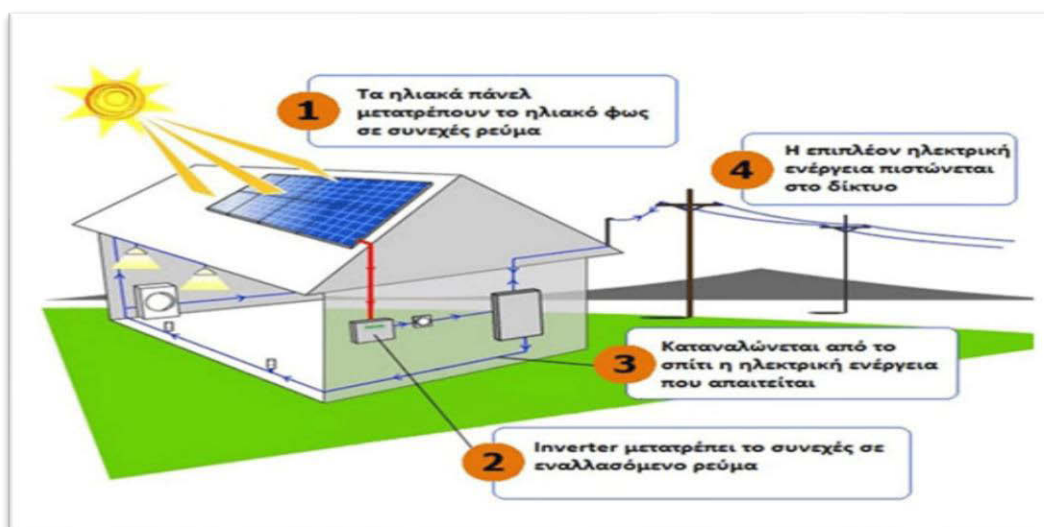 1
Τα ηλιακά πάνελ
μετατρέπουν το ηλιακό φως
σε συνεχές ρεύμα
4
Η επιπλέον ηλεκτρική
ενέργεια πιστώνεται
στο δίκτυο
3
Καταναλώνεται από το
σπίτι η ηλεκτρική ενέργεια
που απαιτείται
2
Inverter μετατρέπει το συνεχές σε
εναλλασόμενο ρεύμα